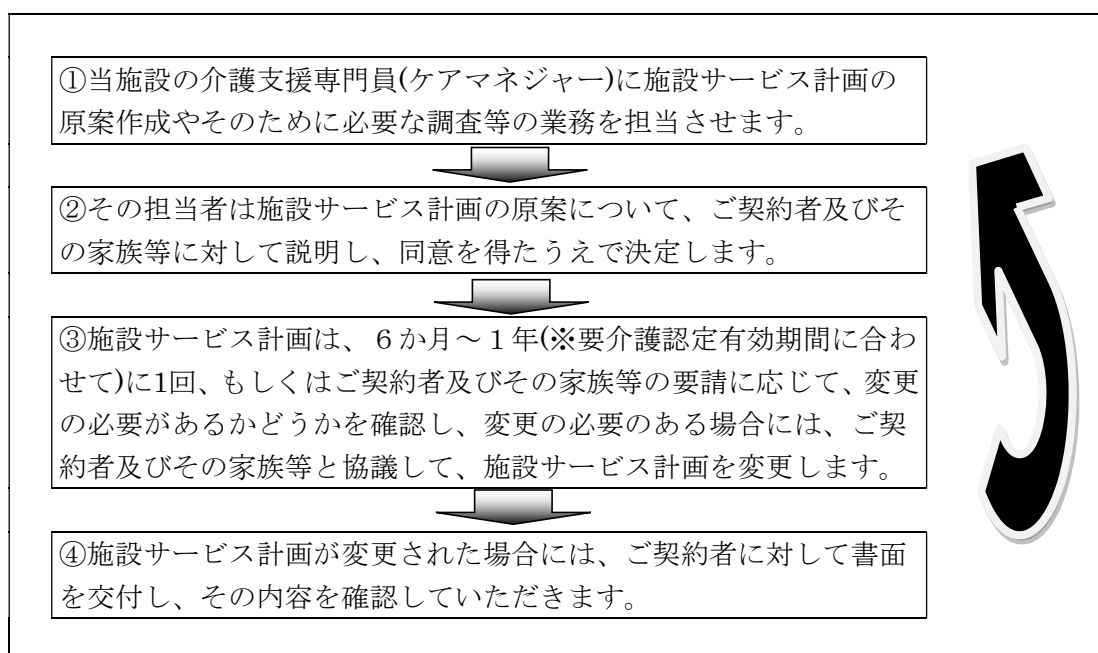 ①当施設の介護支援専門員(ケアマネジャー)に施設サービス計画の
原案作成やそのために必要な調査等の業務を担当させます。
②その担当者は施設サービス計画の原案について、ご契約者及びそ
の家族等に対して説明し、同意を得たうえで決定します。
③施設サービス計画は、６か月～１年(※要介護認定有効期間に合わ
せて)に1回、もしくはご契約者及びその家族等の要請に応じて、変更
の必要があるかどうかを確認し、変更の必要のある場合には、ご契
約者及びその家族等と協議して、施設サービス計画を変更します。
④施設サービス計画が変更された場合には、ご契約者に対して書面
を交付し、その内容を確認していただきます。